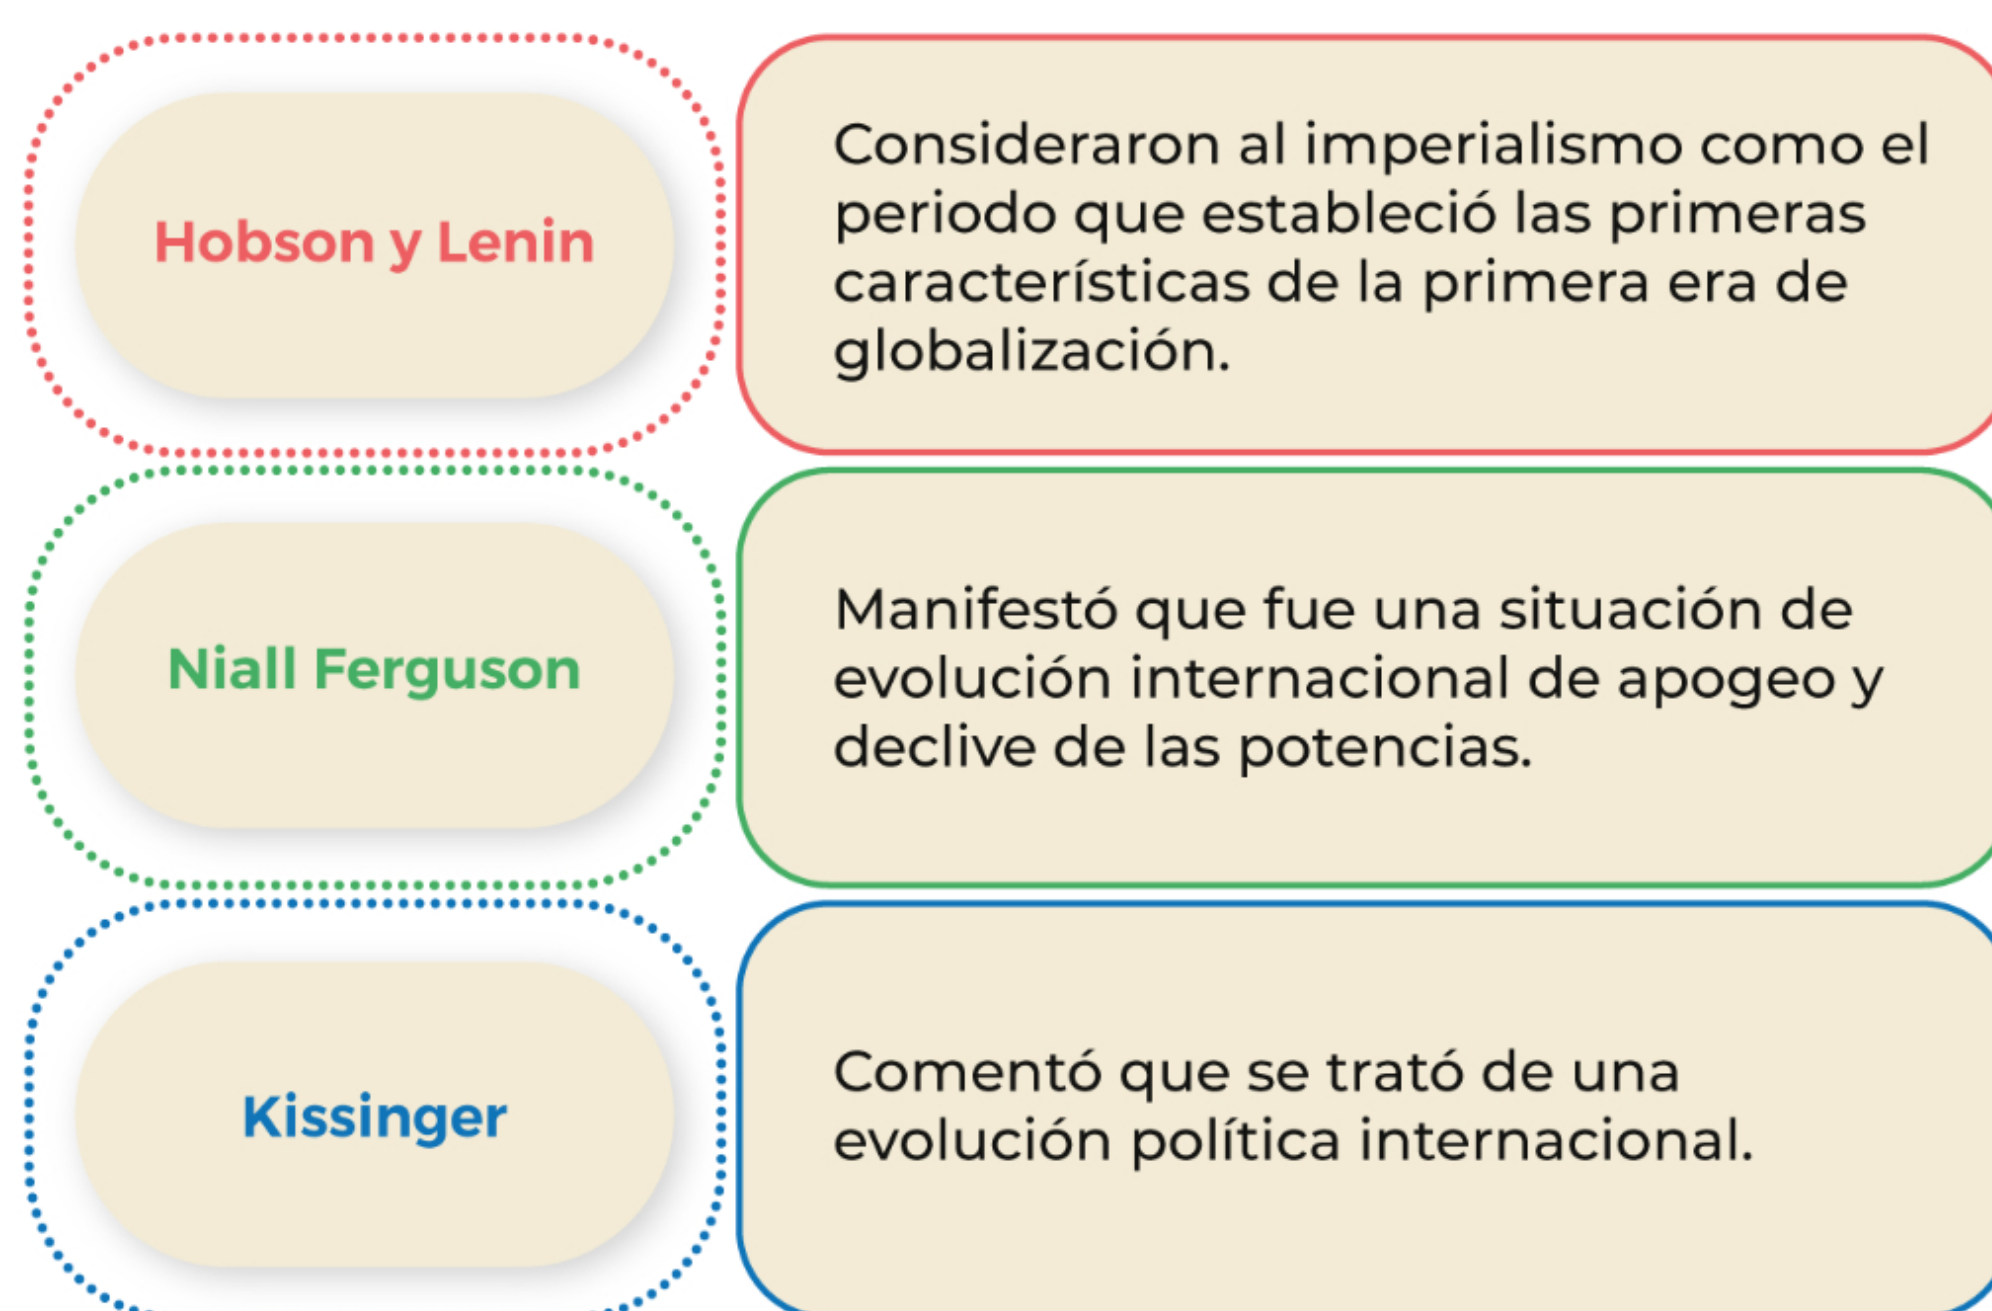 Hobson y Lenin
Consideraron al imperialismo como el
periodo que estableció las primeras
características de la primera era de
globalización.
Niall Ferguson
Manifestó que fue una situación de
evolución internacional de apogeo y
declive de las potencias.
Kissinger
Comentó que se trató de una
evolución política internacional.